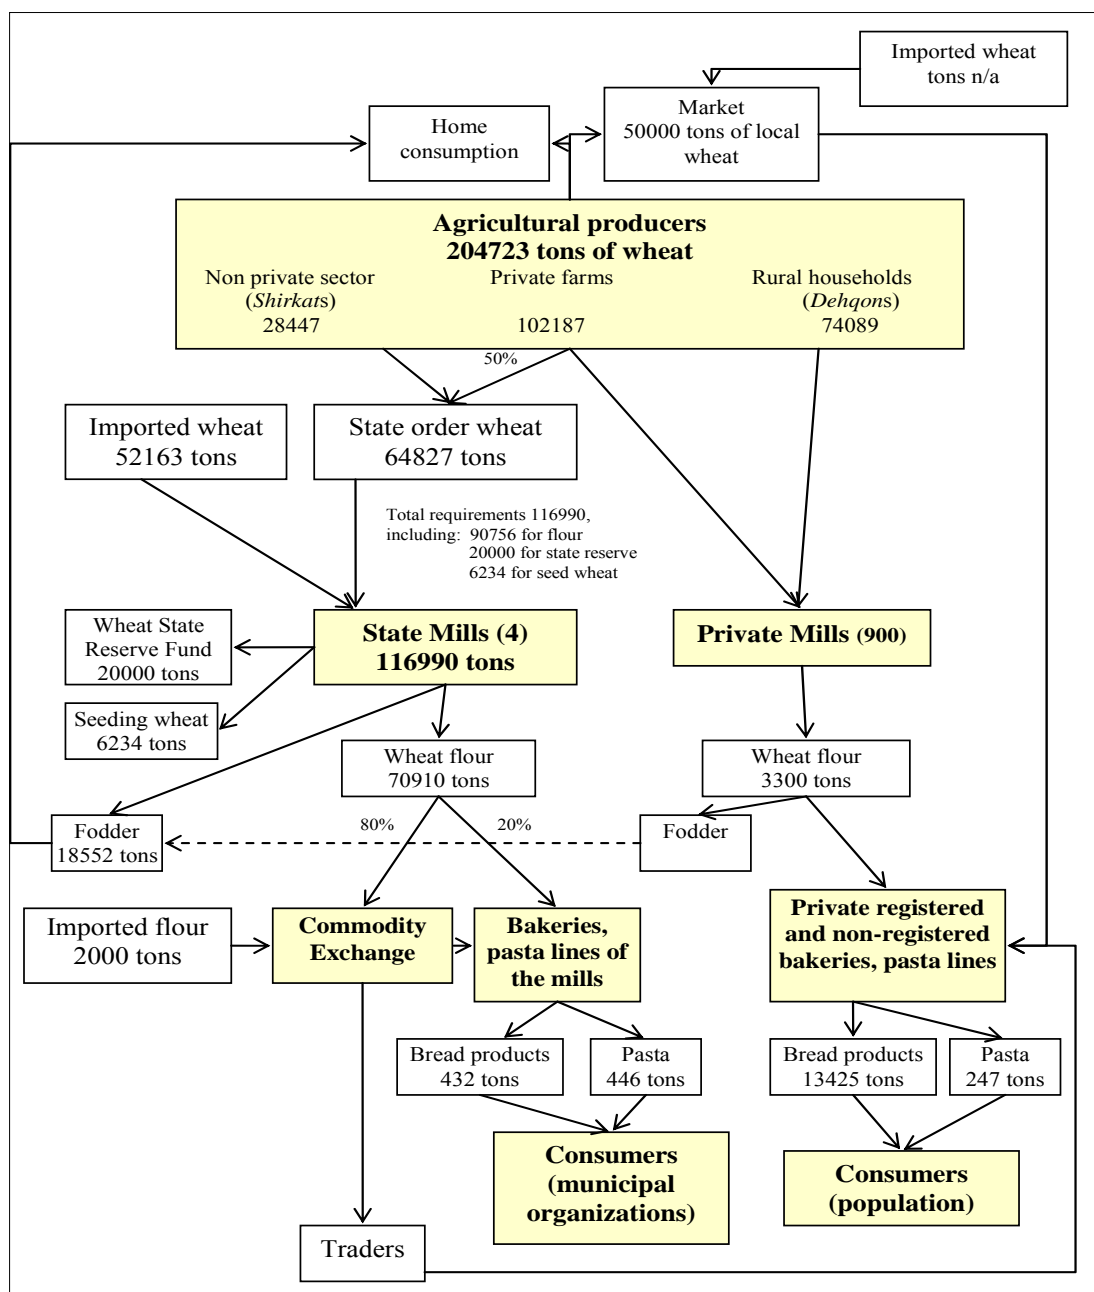 Imported wheat
tons n/a
Market
50000 tons of local
wheat
Home
consumption
Agricultural producers
204723 tons of wheat
Non private sector
(Shirkats)
28447
Private farms
102187
Rural households
(Dehqons)
74089
50%
Imported wheat
52163 tons
State order wheat
64827 tons
Total requirements 116990,
including: 90756 for flour
20000 for state reserve
6234 for seed wheat
Wheat State
Reserve Fund
20000 tons
State Mills (4)
116990 tons
Private Mills (900)
Seeding wheat
6234 tons
Wheat flour
70910 tons
Wheat flour
3300 tons
Fodder
18552 tons
80%
20%
Fodder
Imported flour
2000 tons
Commodity
Exchange
Bakeries,
pasta lines of
the mills
Private registered
and non-registered
bakeries, pasta lines
Bread products
432 tons
Pasta
446 tons
Bread products
13425 tons
Pasta
247 tons
Consumers
(municipal
organizations)
Consumers
(population)
Traders